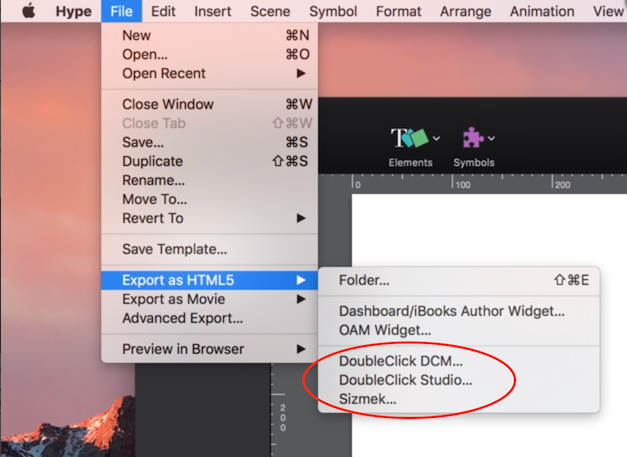 Hype File Edit Insert Scene Symbol Format Arrange Animation View
New ⌘N
Open... ⌘O
Open Recent ▶
Close Window ⌘W
Close Tab ⇧⌘W
Save... ⌘S
Duplicate ⇧⌘S
Rename...
Move To...
Revert To ▶
Save Template...
Export as HTML5 ▶
Export as Movie ▶
Advanced Export...
Preview in Browser ▶
Elements Symbols
0 100 200
Folder... ⇧⌘E
Dashboard/iBooks Author Widget...
OAM Widget...
DoubleClick DCM...
DoubleClick Studio...
Sizmek...
200